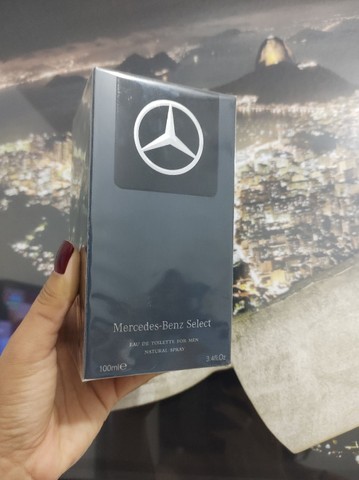 Mercedes-Benz Select
EAU DE TOILETTE FOR MEN
NATURAL SPRAY
100ml℮ 3.4fl.Oz